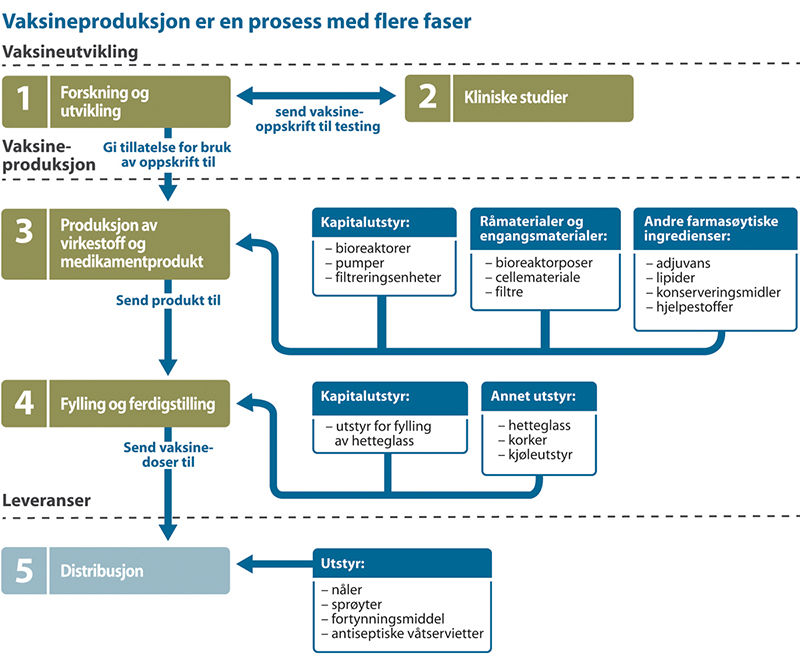 Vaksineproduksjon er en prosess med flere faser
Vaksineutvikling
1
Forskning og
utvikling
send vaksine-
oppskrift til testing
2
Kliniske studier
Gi tillatelse for bruk
av oppskrift til
Vaksine-
produksjon
3
Produksjon av
virkestoff og
medikamentprodukt
Kapitalutstyr:
– bioreaktorer
– pumper
– filtreringsenheter
Råmaterialer og
engangsmaterialer:
– bioreaktorposer
– cellemateriale
– filtre
Andre farmasøytiske
ingredienser:
– adjuvans
– lipider
– konserveringsmidler
– hjelpestoffer
Send produkt til
4
Fylling og ferdigstilling
Kapitalutstyr:
– utstyr for fylling
av hetteglass
Annet utstyr:
– hetteglass
– korker
– kjøleutstyr
Send vaksine-
doser til
Leveranser
5
Distribusjon
Utstyr:
– nåler
– sprøyter
– fortynningsmiddel
– antiseptiske våtservietter